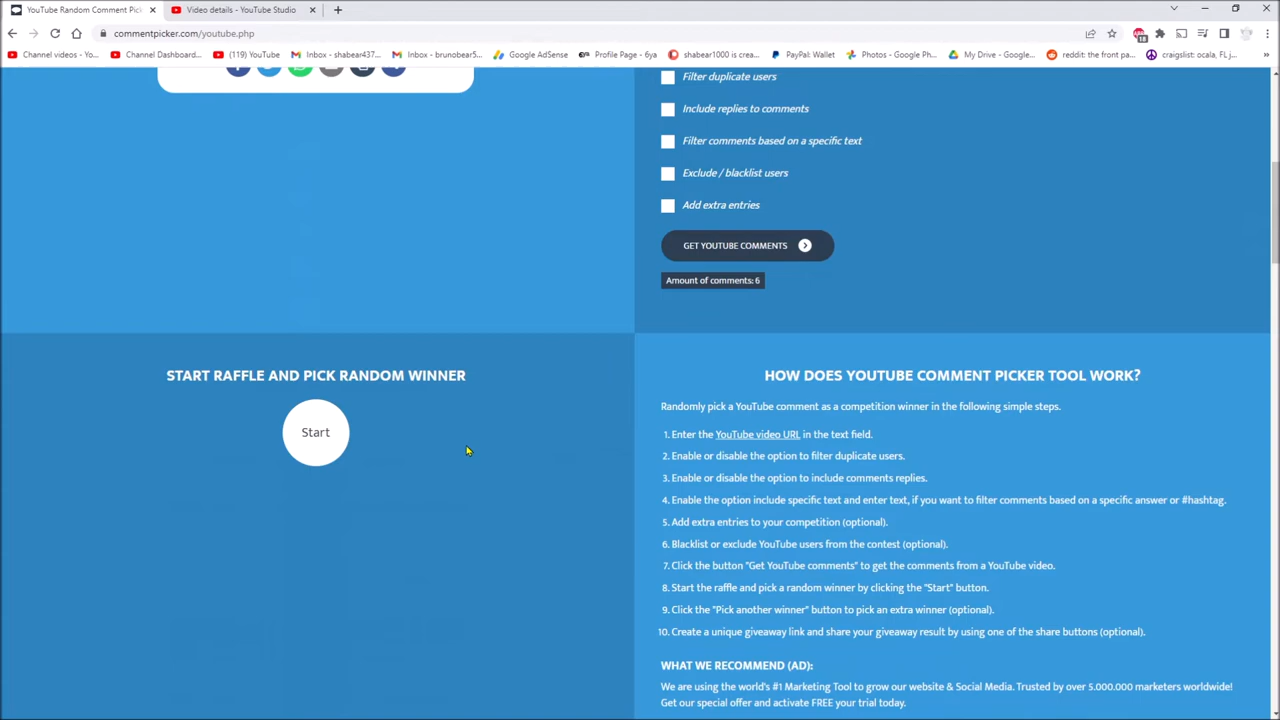 YouTube Random Comment Pick
Video details - YouTube Studio
commentpicker.com/youtube.php
Channel videos - Yo...
Channel Dashboard...
(119) YouTube
Inbox - shabear437...
Inbox - brunobear5...
Google AdSense
Profile Page - 6ya
shabear1000 is crea...
PayPal: Wallet
Photos - Google Ph...
My Drive - Google...
reddit: the front pa...
craigslist: ocala, FL j...
»
Filter duplicate users
Include replies to comments
Filter comments based on a specific text
Exclude / blacklist users
Add extra entries
GET YOUTUBE COMMENTS
Amount of comments: 6
START RAFFLE AND PICK RANDOM WINNER
Start
HOW DOES YOUTUBE COMMENT PICKER TOOL WORK?
Randomly pick a YouTube comment as a competition winner in the following simple steps.
1. Enter the YouTube video URL in the text field.
2. Enable or disable the option to filter duplicate users.
3. Enable or disable the option to include comments replies.
4. Enable the option include specific text and enter text, if you want to filter comments based on a specific answer or #hashtag.
5. Add extra entries to your competition (optional).
6. Blacklist or exclude YouTube users from the contest (optional).
7. Click the button "Get YouTube comments" to get the comments from a YouTube video.
8. Start the raffle and pick a random winner by clicking the "Start" button.
9. Click the "Pick another winner" button to pick an extra winner (optional).
10. Create a unique giveaway link and share your giveaway result by using one of the share buttons (optional).
WHAT WE RECOMMEND (AD):
We are using the world's #1 Marketing Tool to grow our website & Social Media. Trusted by over 5.000.000 marketers worldwide!
Get our special offer and activate FREE your trial today.